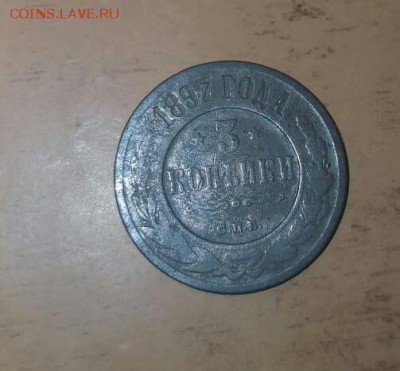 COINS.LAVE.RU
1897 ГОДА
3
КОПѢЙКИ
С.П.Б.